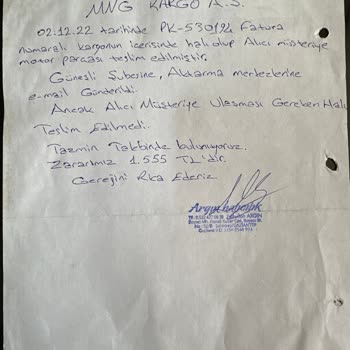 MNG KARGO A.Ş.
02.12.22 tarihinde PK-530194 Fatura
numaralı kargonun içerisinde halı olup Alıcı müşteriye
motor parçası teslim edilmiştir.
Güneşli Şubesine, Aktarma merkezlerine
e-mail Gönderildi.
Ancak Alıcı Müşteriye Ulaşması Gereken Halı
Teslim Edilmedi.
Tazmin Talebinde bulunuyoruz.
Zararımız 1.555 TL'dir.
Gereğini Rica Ederiz